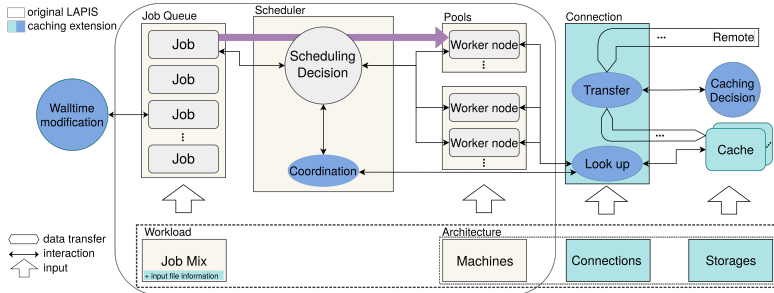 original LAPIS
caching extension
Job Queue
Scheduler
Pools
Connection
Job
Job
Job
⋮
Job
Scheduling
Decision
Worker node
⋮
Worker node
Worker node
⋮
...
Remote
Transfer
Caching
Decision
...
Walltime
modification
Coordination
Look up
Cache
data transfer
interaction
input
Workload
Architecture
Job Mix
+ input file information
Machines
Connections
Storages